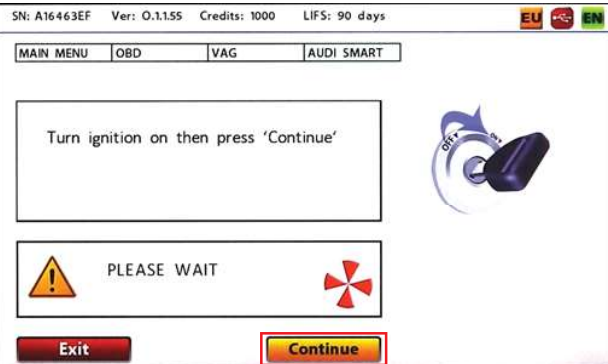 SN: A16463EF Ver: O.1.1.55 Credits: 1000 LIFS: 90 days EU EN
MAIN MENU OBD VAG AUDI SMART
Turn ignition on then press ‘Continue‘
OFF ON
PLEASE WAIT
Exit Continue